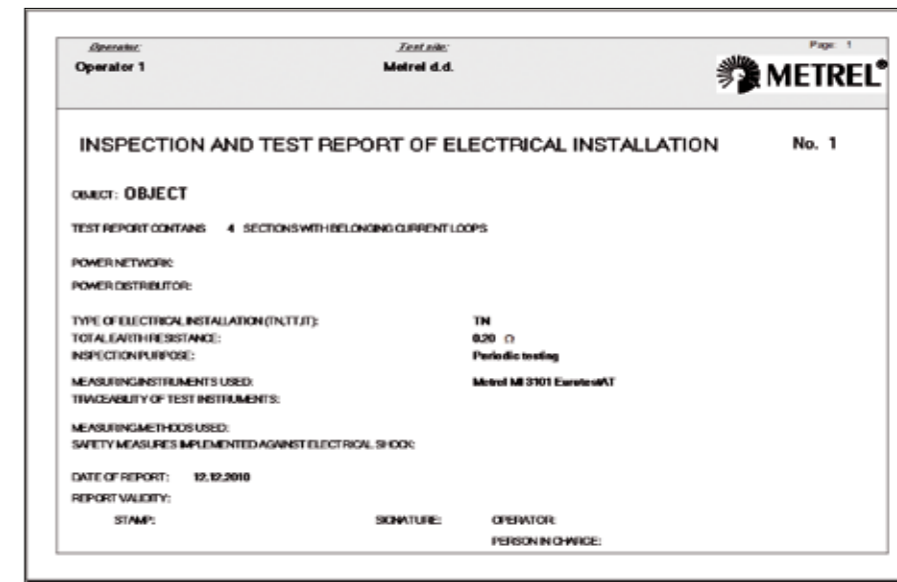 Operator: Test site: Page: 1
Operator 1 Metrel d.d. METREL®
INSPECTION AND TEST REPORT OF ELECTRICAL INSTALLATION No. 1
OBJECT: OBJECT
TEST REPORT CONTAINS 4 SECTIONS WITH BELONGING CURRENT LOOPS
POWER NETWORK:
POWER DISTRIBUTOR:
TYPE OF ELECTRICAL INSTALLATION (TN,TT,IT): TN
TOTAL EARTH RESISTANCE: 0.20 Ω
INSPECTION PURPOSE: Periodic testing
MEASURING INSTRUMENTS USED: Metrel MI 3101 EurotestAT
TRACEABILITY OF TEST INSTRUMENTS:
MEASURING METHODS USED:
SAFETY MEASURES IMPLEMENTED AGAINST ELECTRICAL SHOCK:
DATE OF REPORT: 12.12.2010
REPORT VALIDITY:
STAMP: SIGNATURE: OPERATOR:
PERSON IN CHARGE: